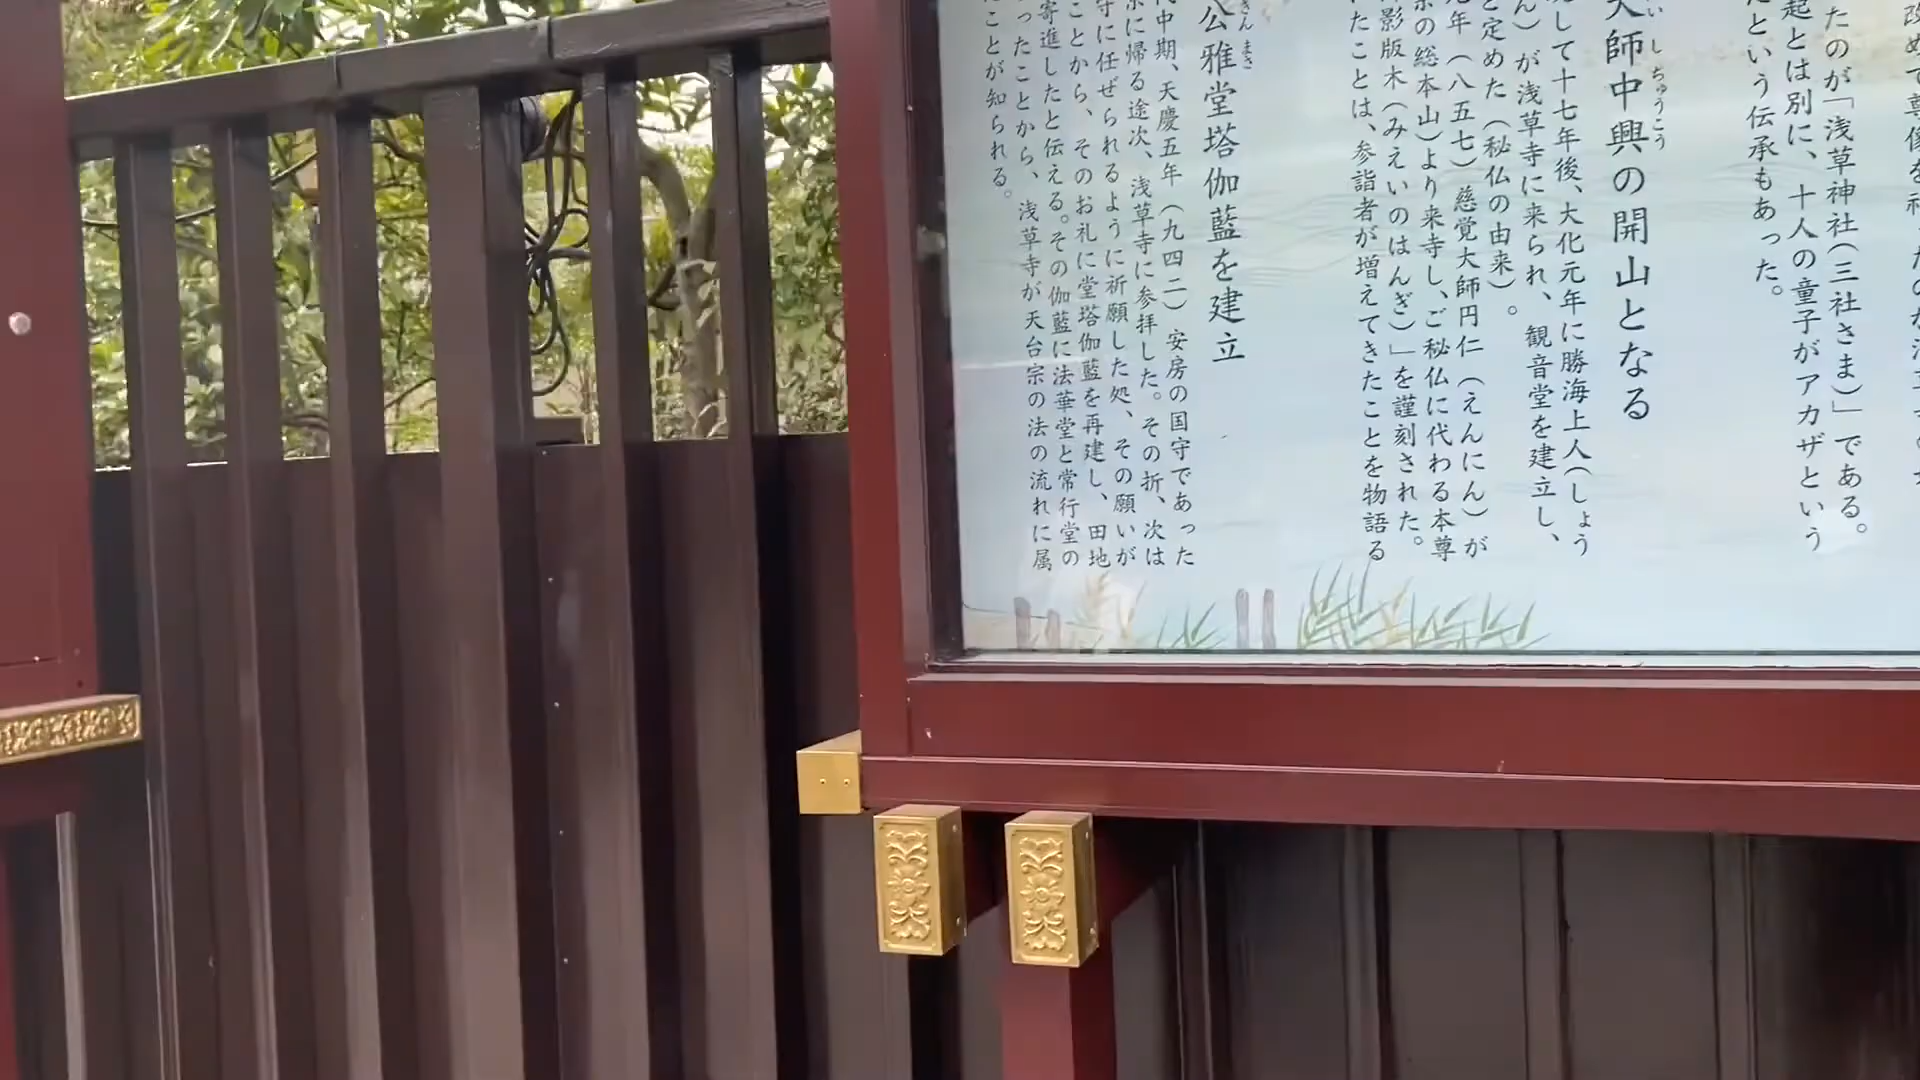 たのが「浅草神社(三社さま)」である。
起とは別に、十人の童子がアカザという
という伝承もあった。
大師中興の開山となる
して十七年後、大化元年に勝海上人(しょう
ん)が浅草寺に来られ、観音堂を建立し、
と定めた(秘仏の由来)。
元年(八五七)慈覚大師円仁(えんにん)が
の総本山)より来寺し、ご秘仏に代わる本尊
影版木(みえいのはんぎ)」を謹刻された。
たことは、参詣者が増えてきたことを物語る
公雅堂塔伽藍を建立
代中期、天慶五年(九四二)安房の国守であった
に帰る途次、浅草寺に参拝した。その折、次は
守に任ぜられるように祈願した処、その願いが
ことから、そのお礼に堂塔伽藍を再建し、田地
寄進したと伝える。その伽藍に法華堂と常行堂の
ったことから、浅草寺が天台宗の法の流れに属
ことが知られる。